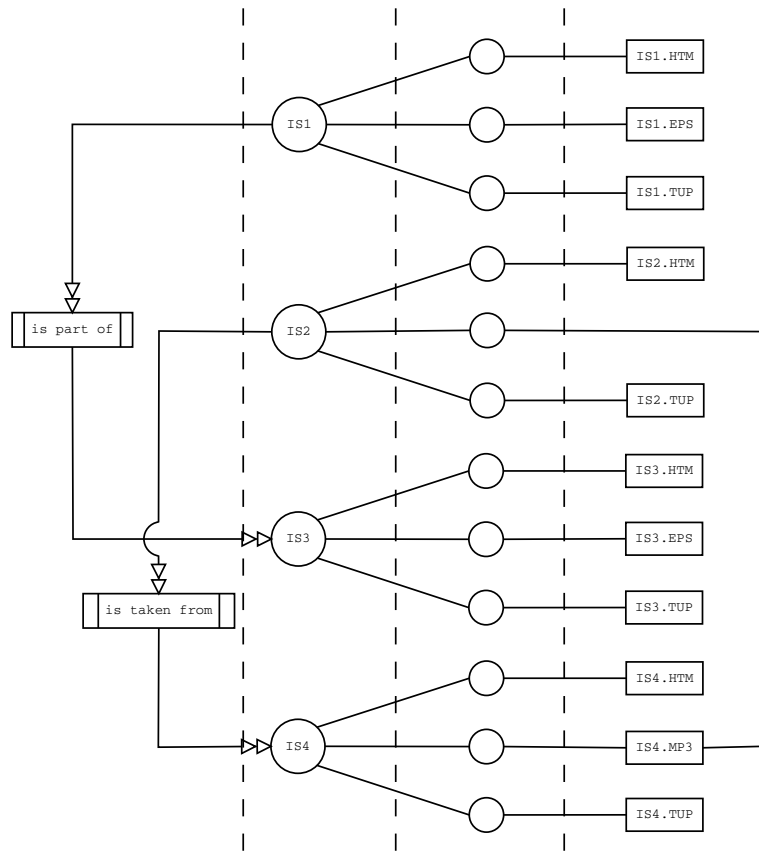 IS1.HTM
IS1
IS1.EPS
IS1.TUP
IS2.HTM
is part of
IS2
IS2.TUP
IS3.HTM
IS3
IS3.EPS
is taken from
IS3.TUP
IS4.HTM
IS4
IS4.MP3
IS4.TUP